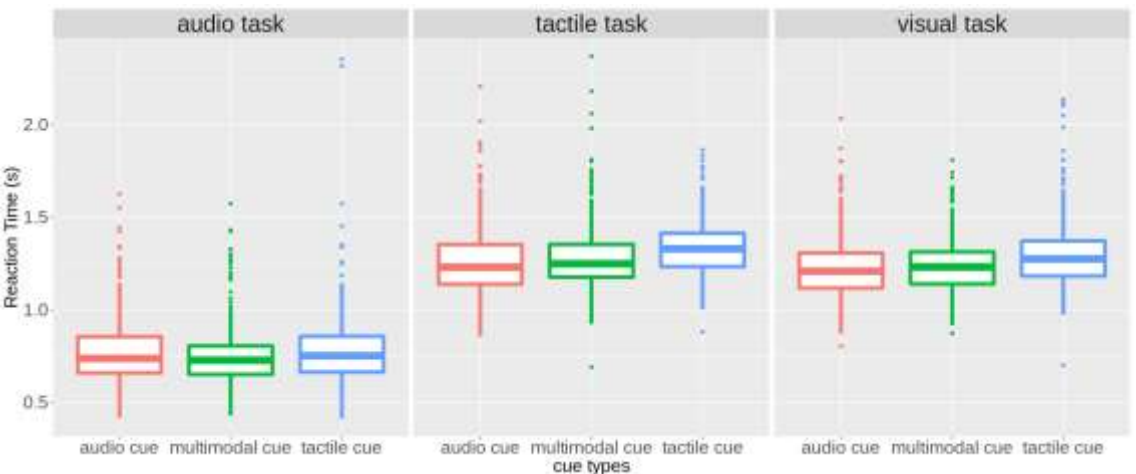 audio task tactile task visual task
Reaction Time (s)
2.0
1.5
1.0
0.5
audio cue multimodal cue tactile cue audio cue multimodal cue tactile cue audio cue multimodal cue tactile cue
cue types